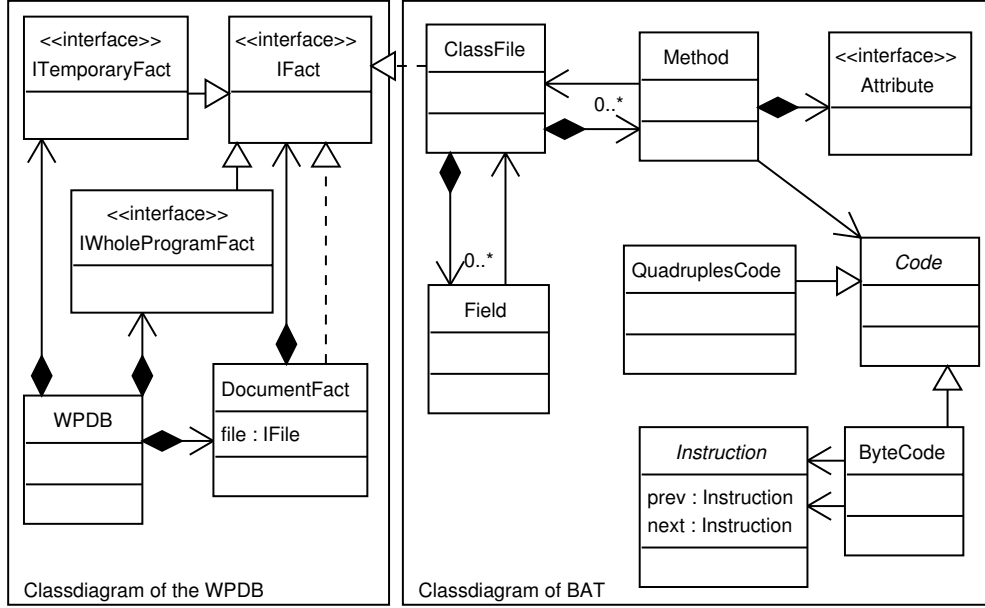 <<interface>>
ITemporaryFact
<<interface>>
IFact
<<interface>>
IWholeProgramFact
WPDB
DocumentFact
file : IFile
Classdiagram of the WPDB
ClassFile
0..*
Method
<<interface>>
Attribute
0..*
Field
QuadruplesCode
Code
Instruction
prev : Instruction
next : Instruction
ByteCode
Classdiagram of BAT